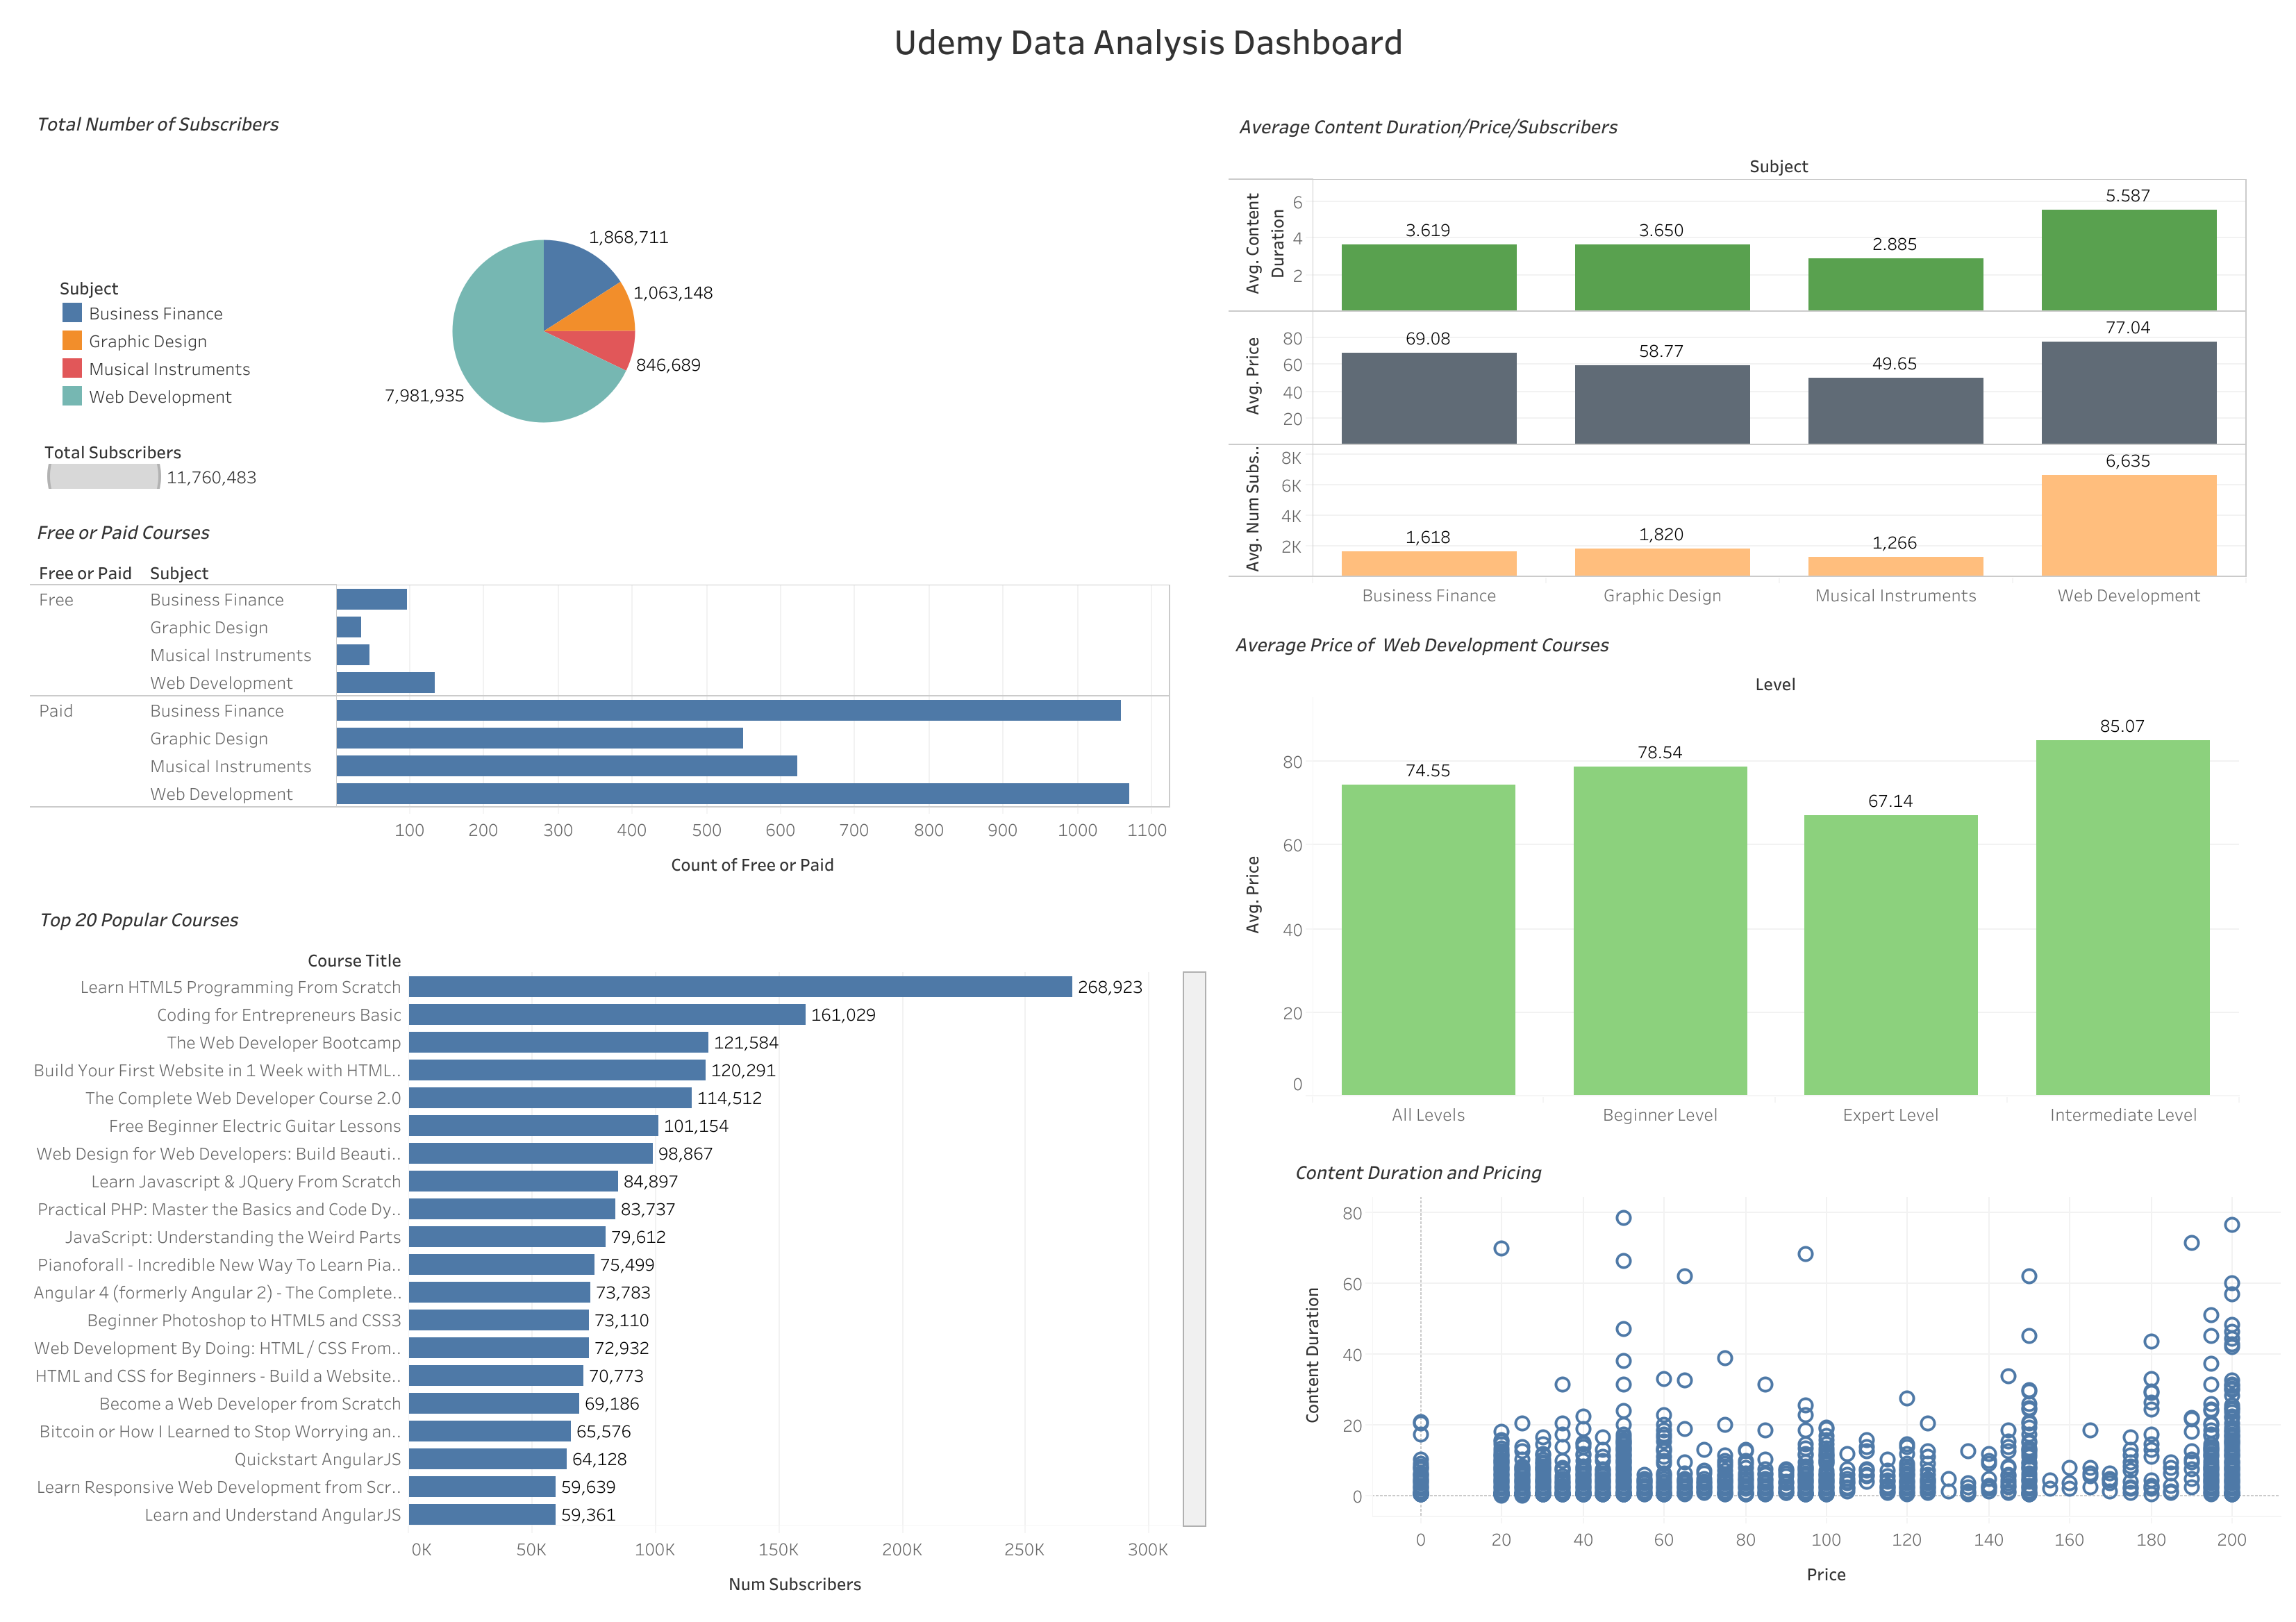 Udemy Data Analysis Dashboard
Total Number of Subscribers
1,868,711
1,063,148
846,689
7,981,935
Subject
Business Finance
Graphic Design
Musical Instruments
Web Development
Total Subscribers
11,760,483
Free or Paid Courses
Free or Paid Subject
Free Business Finance
Graphic Design
Musical Instruments
Web Development
Paid Business Finance
Graphic Design
Musical Instruments
Web Development
100 200 300 400 500 600 700 800 900 1000 1100
Count of Free or Paid
Top 20 Popular Courses
Course Title
Learn HTML5 Programming From Scratch 268,923
Coding for Entrepreneurs Basic 161,029
The Web Developer Bootcamp 121,584
Build Your First Website in 1 Week with HTML.. 120,291
The Complete Web Developer Course 2.0 114,512
Free Beginner Electric Guitar Lessons 101,154
Web Design for Web Developers: Build Beauti.. 98,867
Learn Javascript & JQuery From Scratch 84,897
Practical PHP: Master the Basics and Code Dy.. 83,737
JavaScript: Understanding the Weird Parts 79,612
Pianoforall - Incredible New Way To Learn Pia.. 75,499
Angular 4 (formerly Angular 2) - The Complete.. 73,783
Beginner Photoshop to HTML5 and CSS3 73,110
Web Development By Doing: HTML / CSS From.. 72,932
HTML and CSS for Beginners - Build a Website.. 70,773
Become a Web Developer from Scratch 69,186
Bitcoin or How I Learned to Stop Worrying an.. 65,576
Quickstart AngularJS 64,128
Learn Responsive Web Development from Scr.. 59,639
Learn and Understand AngularJS 59,361
0K 50K 100K 150K 200K 250K 300K
Num Subscribers
Average Content Duration/Price/Subscribers
Subject
Avg. Content
Duration
6
4
2
3.619 3.650 2.885 5.587
Avg. Price
80
60
40
20
69.08 58.77 49.65 77.04
Avg. Num Subs..
8K
6K
4K
2K
1,618 1,820 1,266 6,635
Business Finance Graphic Design Musical Instruments Web Development
Average Price of  Web Development Courses
Level
Avg. Price
80
60
40
20
0
74.55 78.54 67.14 85.07
All Levels Beginner Level Expert Level Intermediate Level
Content Duration and Pricing
Content Duration
80
60
40
20
0
0 20 40 60 80 100 120 140 160 180 200
Price